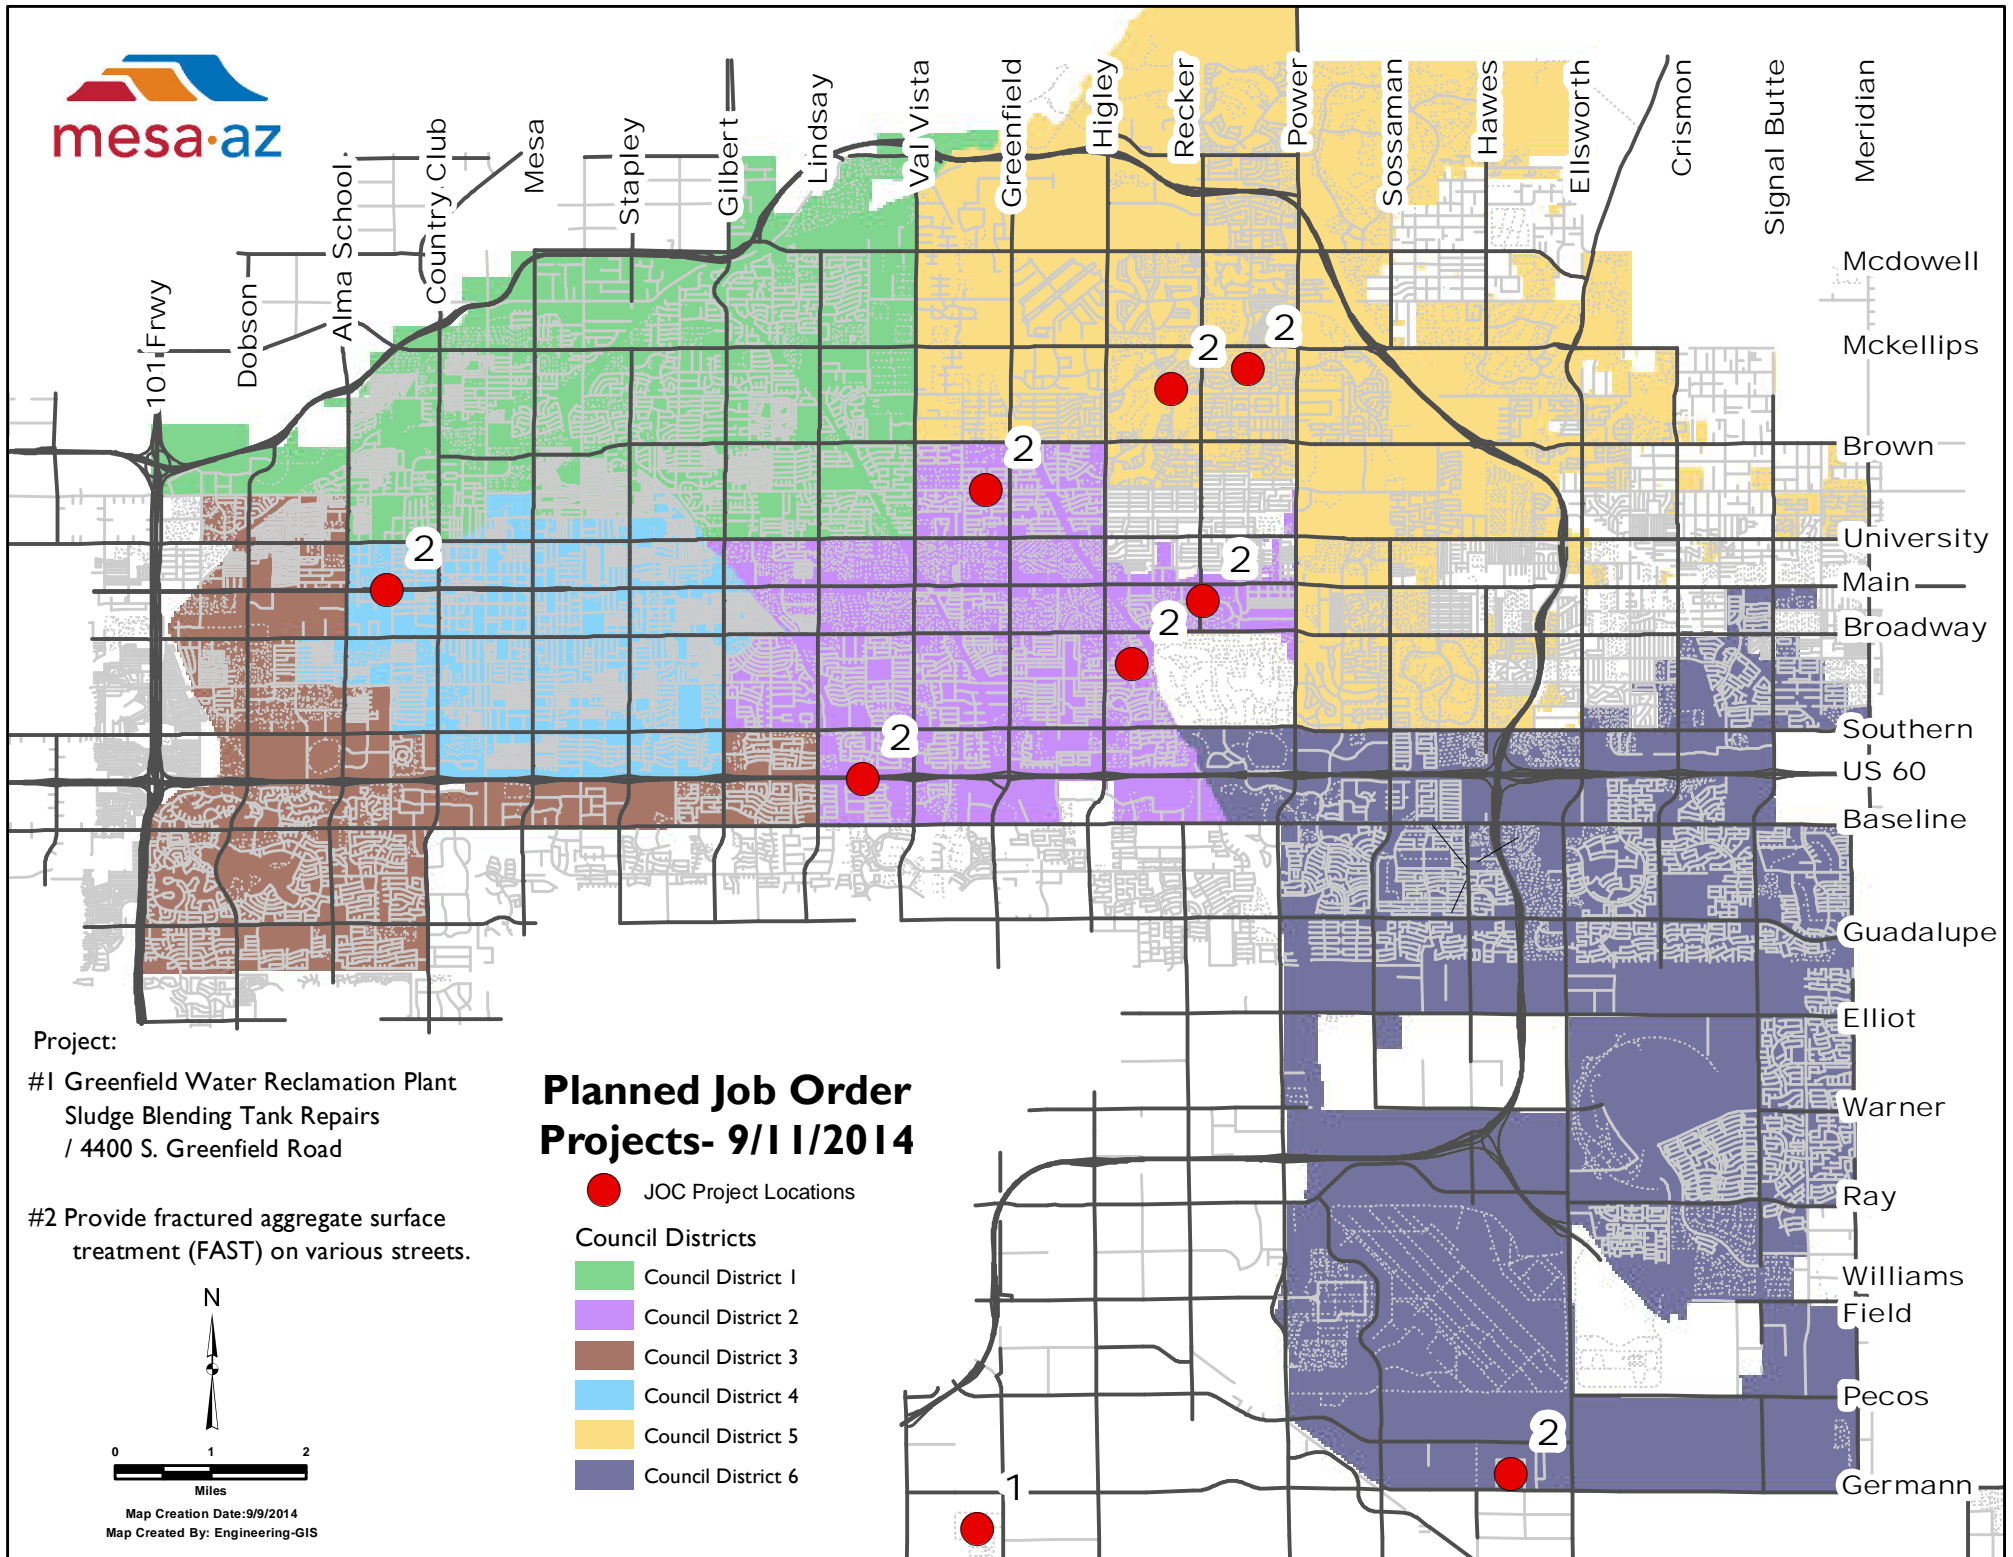 mesa·az
101 Frwy
Dobson
Alma School
Country Club
Mesa
Stapley
Gilbert
Lindsay
Val Vista
Greenfield
Higley
Recker
Power
Sossaman
Hawes
Ellsworth
Crismon
Signal Butte
Meridian
Mcdowell
Mckellips
Brown
University
Main
Broadway
Southern
US 60
Baseline
Guadalupe
Elliot
Warner
Ray
Williams
Field
Pecos
Germann
2
2
2
2
2
2
2
2
1
Project:
#1 Greenfield Water Reclamation Plant
Sludge Blending Tank Repairs
/ 4400 S. Greenfield Road
#2 Provide fractured aggregate surface
treatment (FAST) on various streets.
N
0 1 2
Miles
Map Creation Date:9/9/2014
Map Created By: Engineering-GIS
Planned Job Order
Projects- 9/11/2014
JOC Project Locations
Council Districts
Council District 1
Council District 2
Council District 3
Council District 4
Council District 5
Council District 6